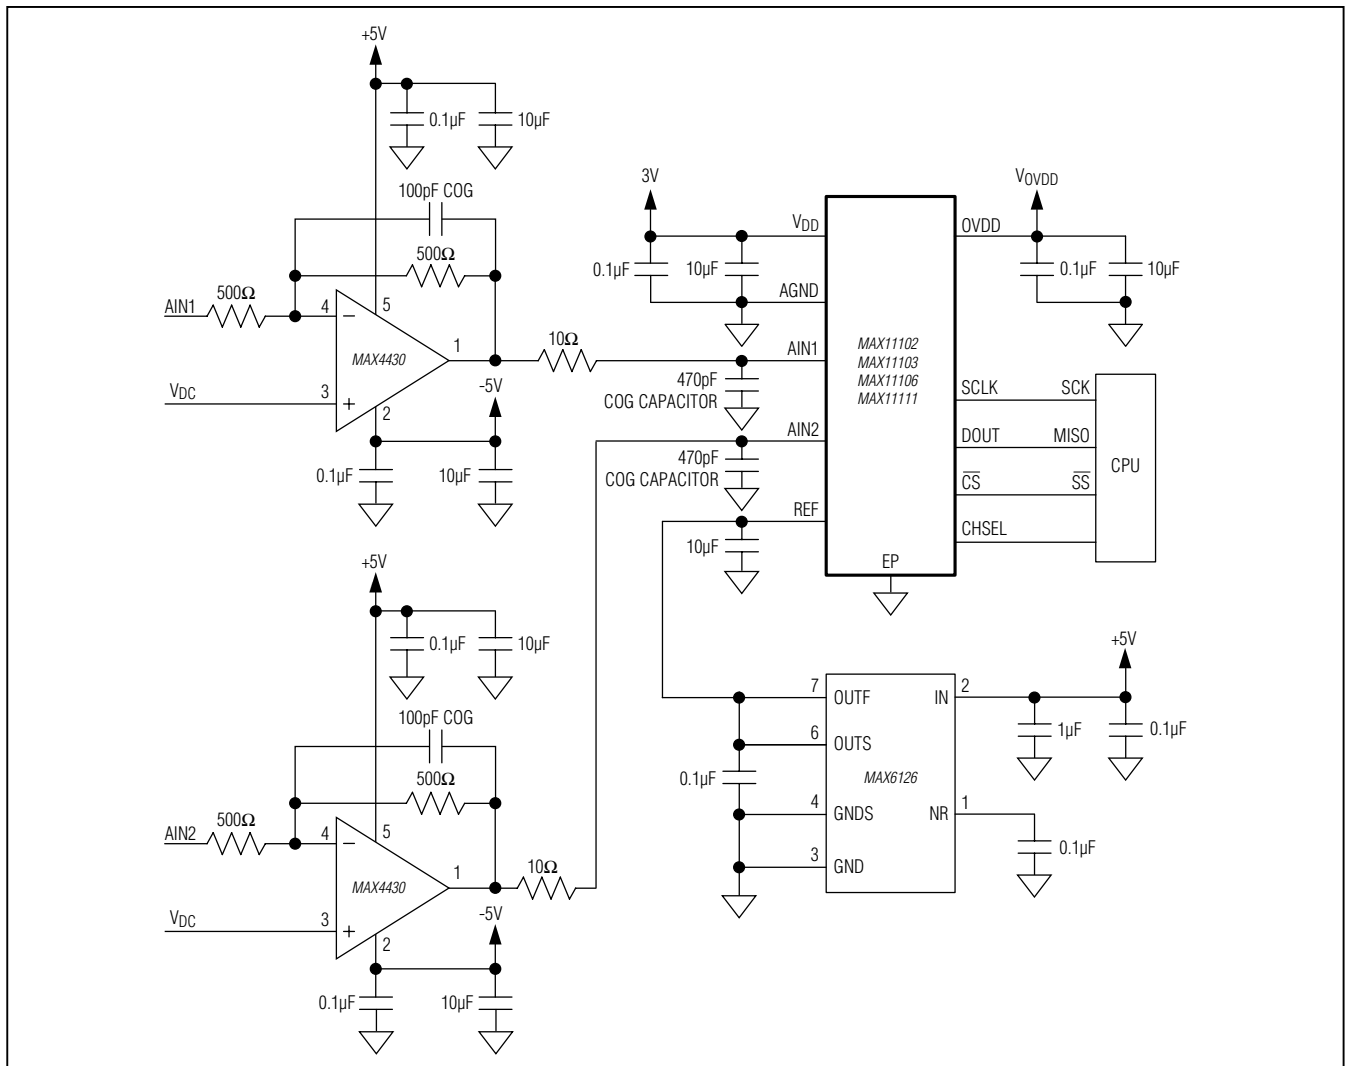 +5V
0.1µF
10µF
100pF COG
500Ω
AIN1
500Ω
4
5
−
MAX4430
1
VDC
3
+
2
-5V
0.1µF
10µF
10Ω
3V
0.1µF
10µF
VDD
AGND
AIN1
470pF
COG CAPACITOR
AIN2
470pF
COG CAPACITOR
REF
10µF
MAX11102
MAX11103
MAX11106
MAX11111
EP
OVDD
VOVDD
0.1µF
10µF
SCLK
SCK
DOUT
MISO
CS
SS
CHSEL
CPU
+5V
0.1µF
10µF
100pF COG
500Ω
AIN2
500Ω
4
5
−
MAX4430
1
VDC
3
+
2
-5V
0.1µF
10µF
10Ω
7
OUTF
6
OUTS
0.1µF
4
GNDS
3
GND
MAX6126
IN
2
NR
1
+5V
1µF
0.1µF
0.1µF